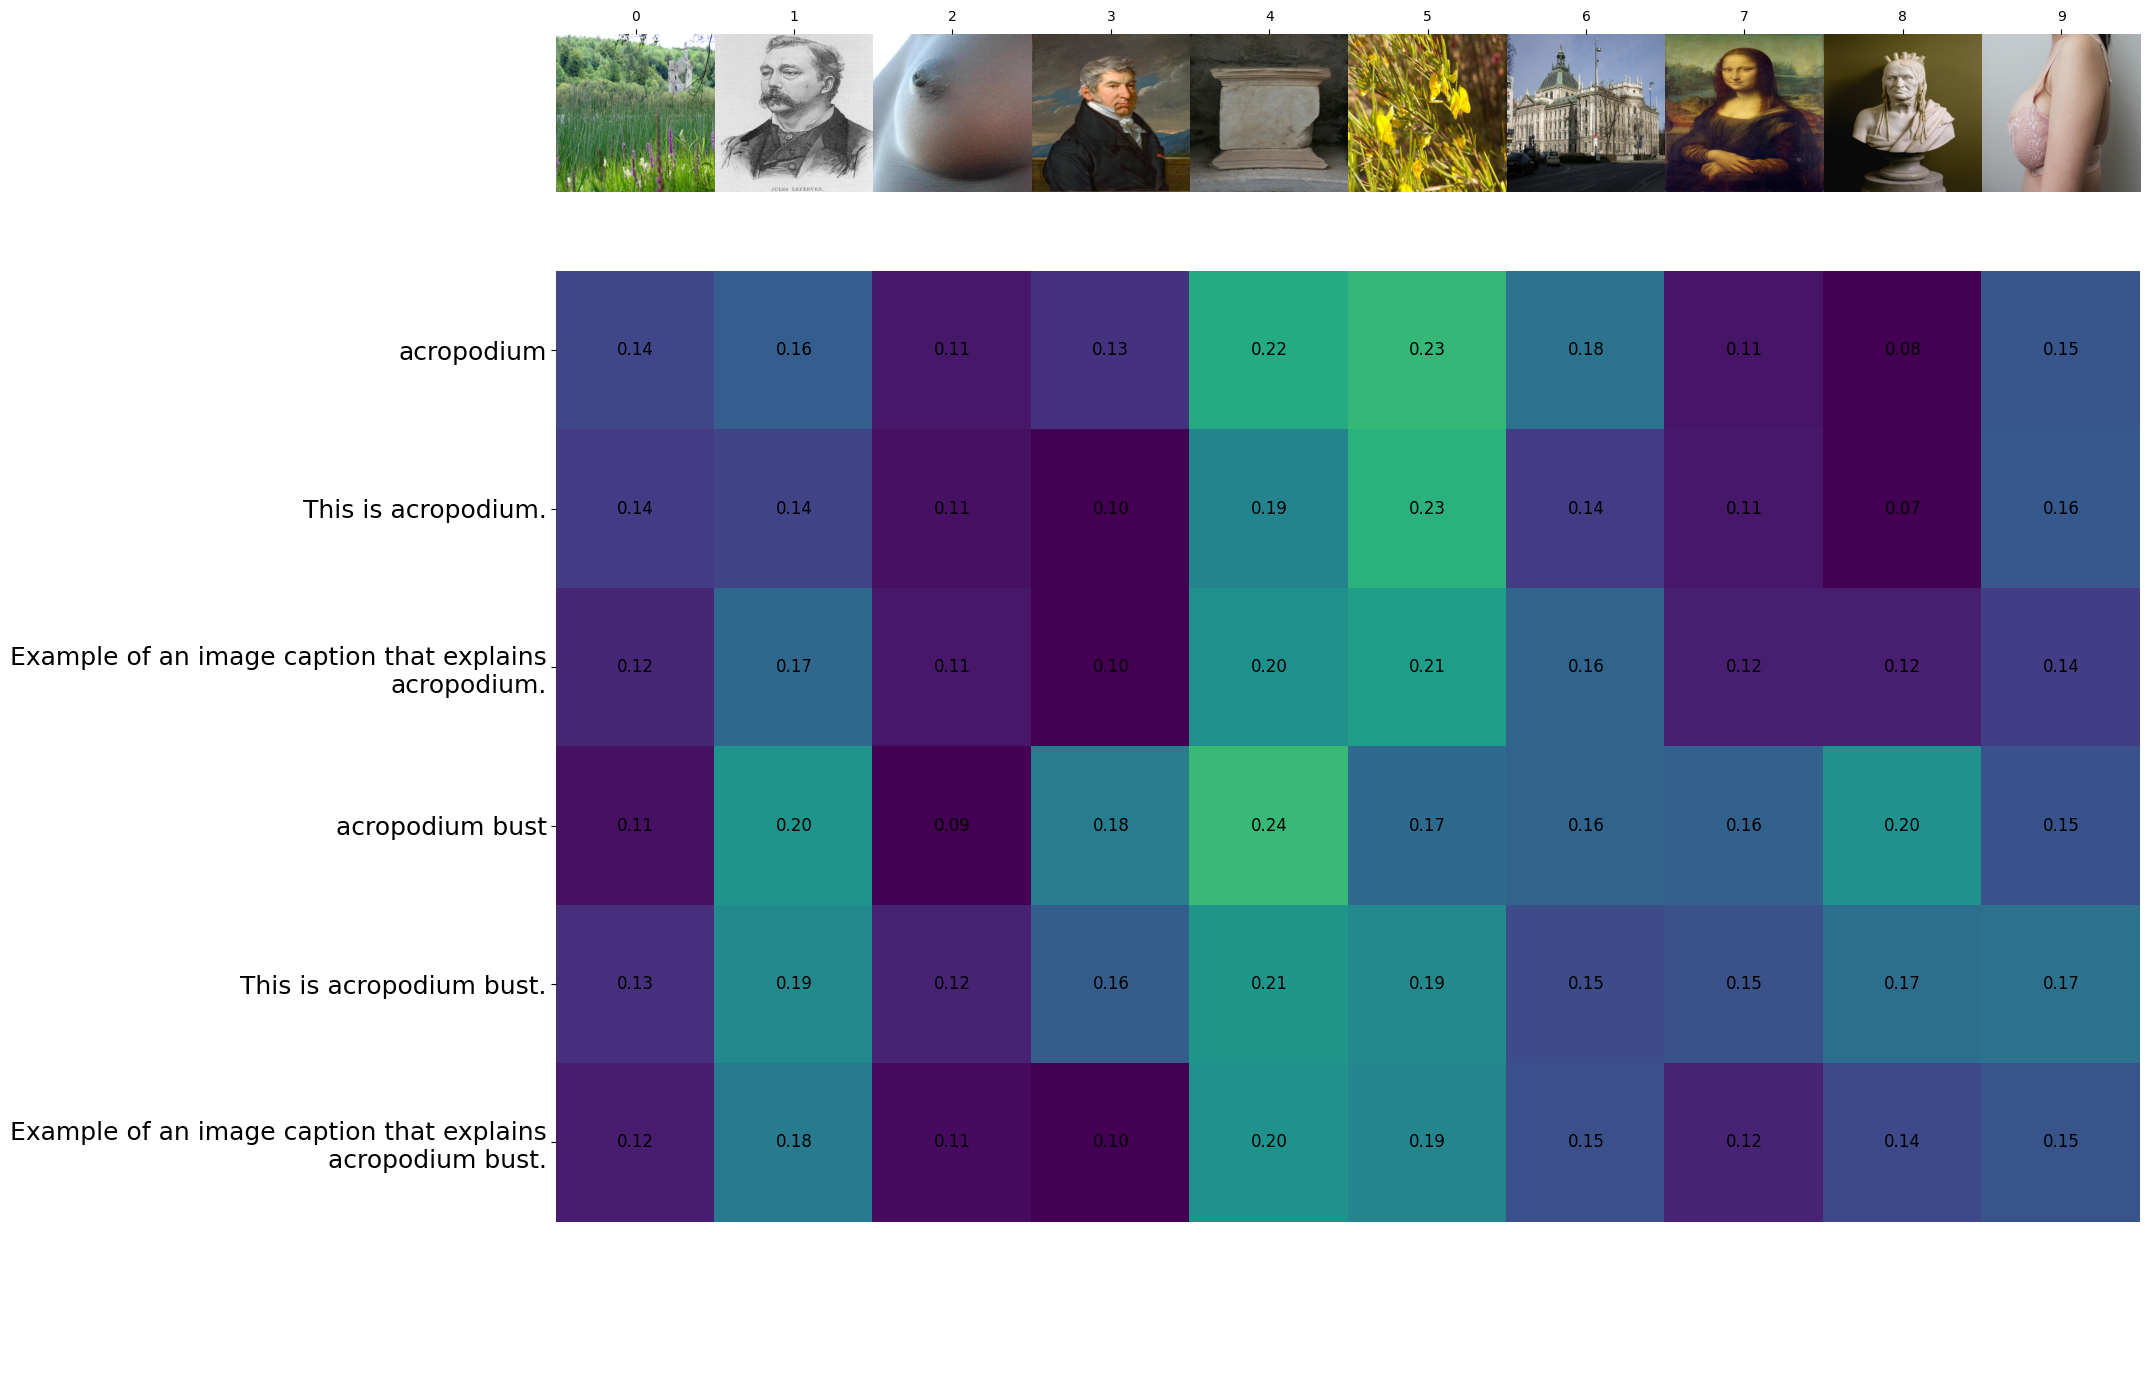 0 1 2 3 4 5 6 7 8 9
JULES LEFEBVRE.
acropodium 0.14 0.16 0.11 0.13 0.22 0.23 0.18 0.11 0.08 0.15
This is acropodium. 0.14 0.14 0.11 0.10 0.19 0.23 0.14 0.11 0.07 0.16
Example of an image caption that explains
acropodium. 0.12 0.17 0.11 0.10 0.20 0.21 0.16 0.12 0.12 0.14
acropodium bust 0.11 0.20 0.09 0.18 0.24 0.17 0.16 0.16 0.20 0.15
This is acropodium bust. 0.13 0.19 0.12 0.16 0.21 0.19 0.15 0.15 0.17 0.17
Example of an image caption that explains
acropodium bust. 0.12 0.18 0.11 0.10 0.20 0.19 0.15 0.12 0.14 0.15